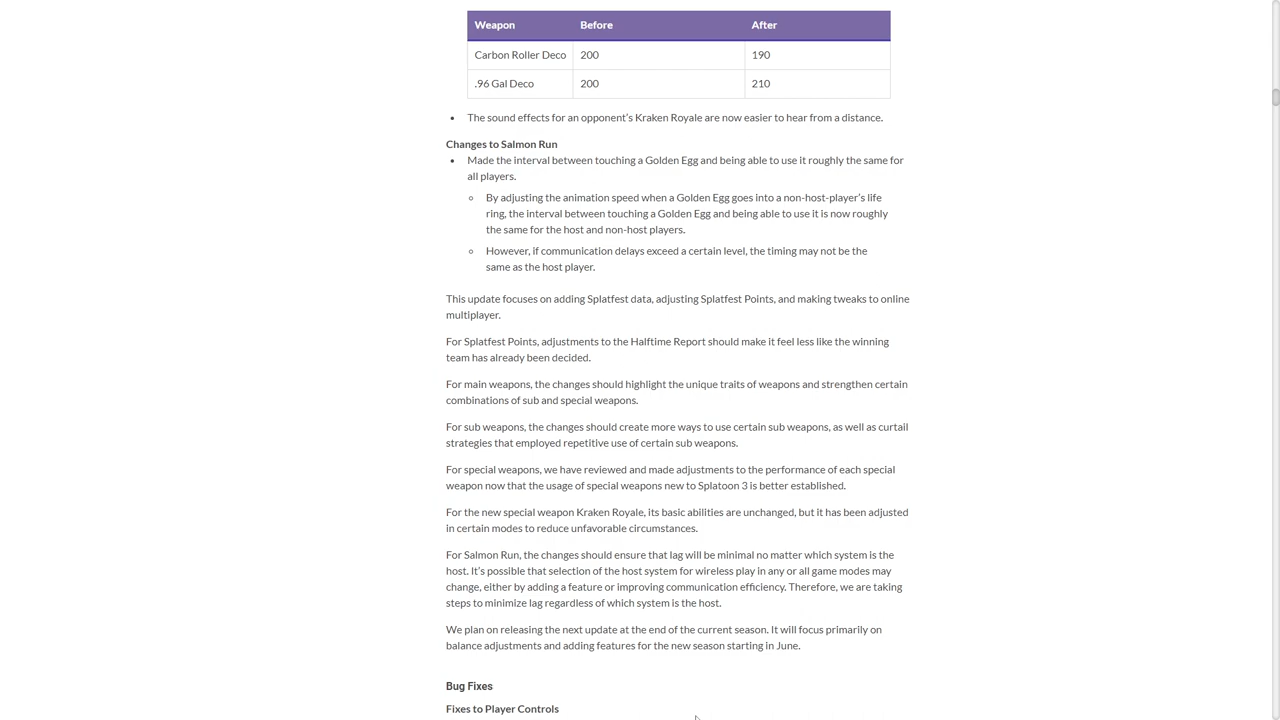 Weapon Before After
Carbon Roller Deco 200 190
.96 Gal Deco 200 210
• The sound effects for an opponent’s Kraken Royale are now easier to hear from a distance.
Changes to Salmon Run
• Made the interval between touching a Golden Egg and being able to use it roughly the same for
all players.
◦ By adjusting the animation speed when a Golden Egg goes into a non-host-player’s life
ring, the interval between touching a Golden Egg and being able to use it is now roughly
the same for the host and non-host players.
◦ However, if communication delays exceed a certain level, the timing may not be the
same as the host player.
This update focuses on adding Splatfest data, adjusting Splatfest Points, and making tweaks to online
multiplayer.
For Splatfest Points, adjustments to the Halftime Report should make it feel less like the winning
team has already been decided.
For main weapons, the changes should highlight the unique traits of weapons and strengthen certain
combinations of sub and special weapons.
For sub weapons, the changes should create more ways to use certain sub weapons, as well as curtail
strategies that employed repetitive use of certain sub weapons.
For special weapons, we have reviewed and made adjustments to the performance of each special
weapon now that the usage of special weapons new to Splatoon 3 is better established.
For the new special weapon Kraken Royale, its basic abilities are unchanged, but it has been adjusted
in certain modes to reduce unfavorable circumstances.
For Salmon Run, the changes should ensure that lag will be minimal no matter which system is the
host. It’s possible that selection of the host system for wireless play in any or all game modes may
change, either by adding a feature or improving communication efficiency. Therefore, we are taking
steps to minimize lag regardless of which system is the host.
We plan on releasing the next update at the end of the current season. It will focus primarily on
balance adjustments and adding features for the new season starting in June.
Bug Fixes
Fixes to Player Controls